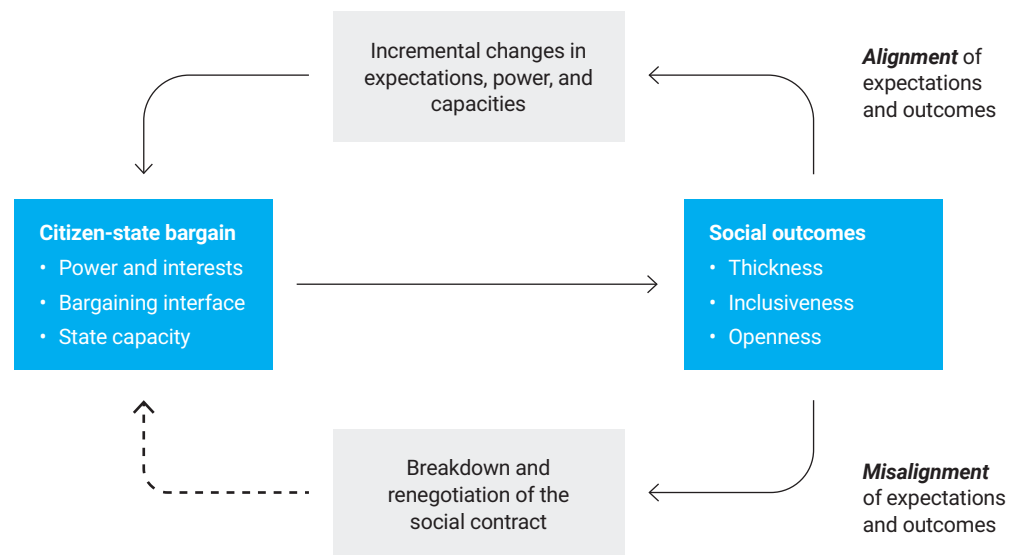 Incremental changes in
expectations, power, and
capacities
Alignment of
expectations
and outcomes
Citizen-state bargain
• Power and interests
• Bargaining interface
• State capacity
Social outcomes
• Thickness
• Inclusiveness
• Openness
Breakdown and
renegotiation of the
social contract
Misalignment
of expectations
and outcomes